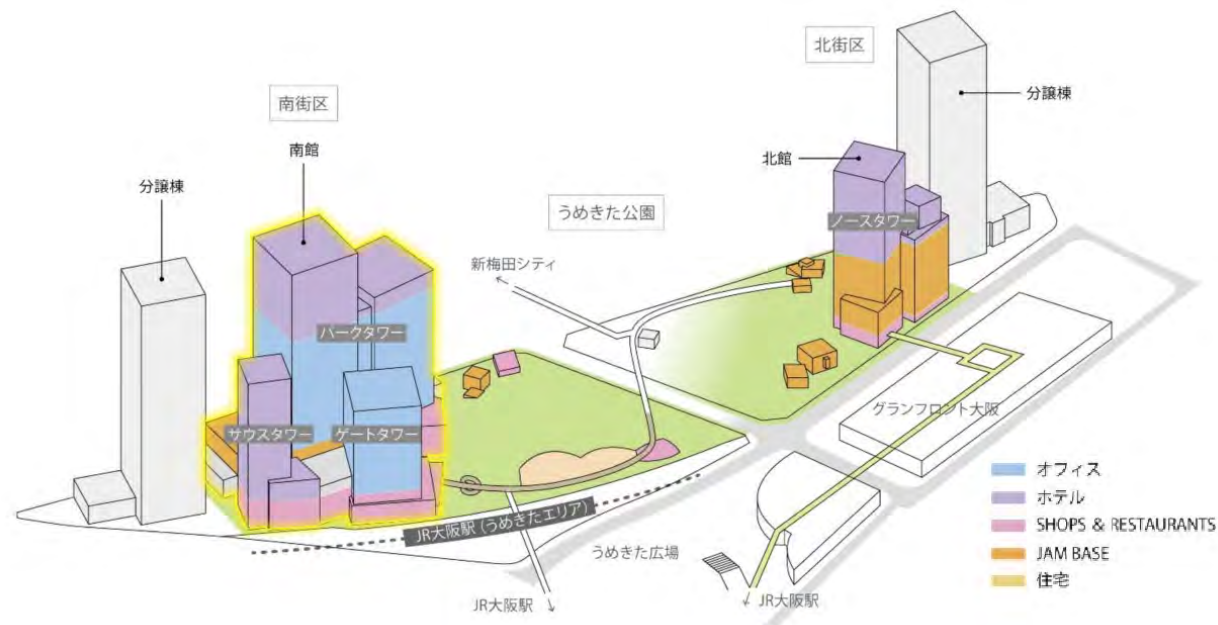 北街区
分譲棟
南街区
南館
北館
分譲棟
うめきた公園
ノースタワー
新梅田シティ
パークタワー
グランフロント大阪
サウスタワー
ゲートタワー
オフィス
ホテル
SHOPS & RESTAURANTS
JAM BASE
住宅
JR大阪駅(うめきたエリア)
うめきた広場
JR大阪駅
JR大阪駅